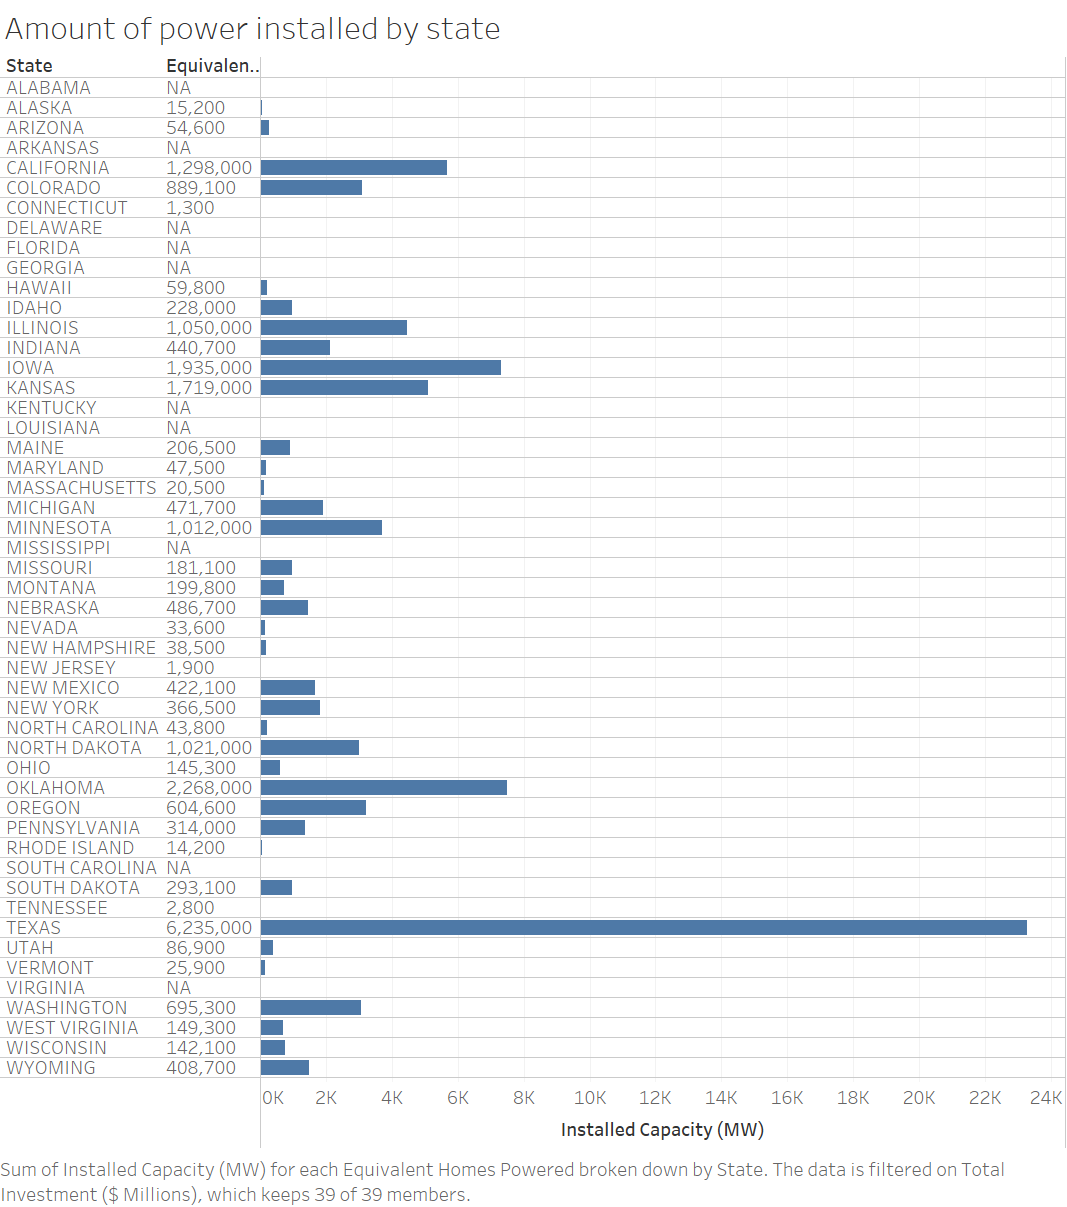 Amount of power installed by state
State Equivalen..
ALABAMA NA
ALASKA 15,200
ARIZONA 54,600
ARKANSAS NA
CALIFORNIA 1,298,000
COLORADO 889,100
CONNECTICUT 1,300
DELAWARE NA
FLORIDA NA
GEORGIA NA
HAWAII 59,800
IDAHO 228,000
ILLINOIS 1,050,000
INDIANA 440,700
IOWA 1,935,000
KANSAS 1,719,000
KENTUCKY NA
LOUISIANA NA
MAINE 206,500
MARYLAND 47,500
MASSACHUSETTS 20,500
MICHIGAN 471,700
MINNESOTA 1,012,000
MISSISSIPPI NA
MISSOURI 181,100
MONTANA 199,800
NEBRASKA 486,700
NEVADA 33,600
NEW HAMPSHIRE 38,500
NEW JERSEY 1,900
NEW MEXICO 422,100
NEW YORK 366,500
NORTH CAROLINA 43,800
NORTH DAKOTA 1,021,000
OHIO 145,300
OKLAHOMA 2,268,000
OREGON 604,600
PENNSYLVANIA 314,000
RHODE ISLAND 14,200
SOUTH CAROLINA NA
SOUTH DAKOTA 293,100
TENNESSEE 2,800
TEXAS 6,235,000
UTAH 86,900
VERMONT 25,900
VIRGINIA NA
WASHINGTON 695,300
WEST VIRGINIA 149,300
WISCONSIN 142,100
WYOMING 408,700
0K 2K 4K 6K 8K 10K 12K 14K 16K 18K 20K 22K 24K
Installed Capacity (MW)
Sum of Installed Capacity (MW) for each Equivalent Homes Powered broken down by State. The data is filtered on Total
Investment ($ Millions), which keeps 39 of 39 members.